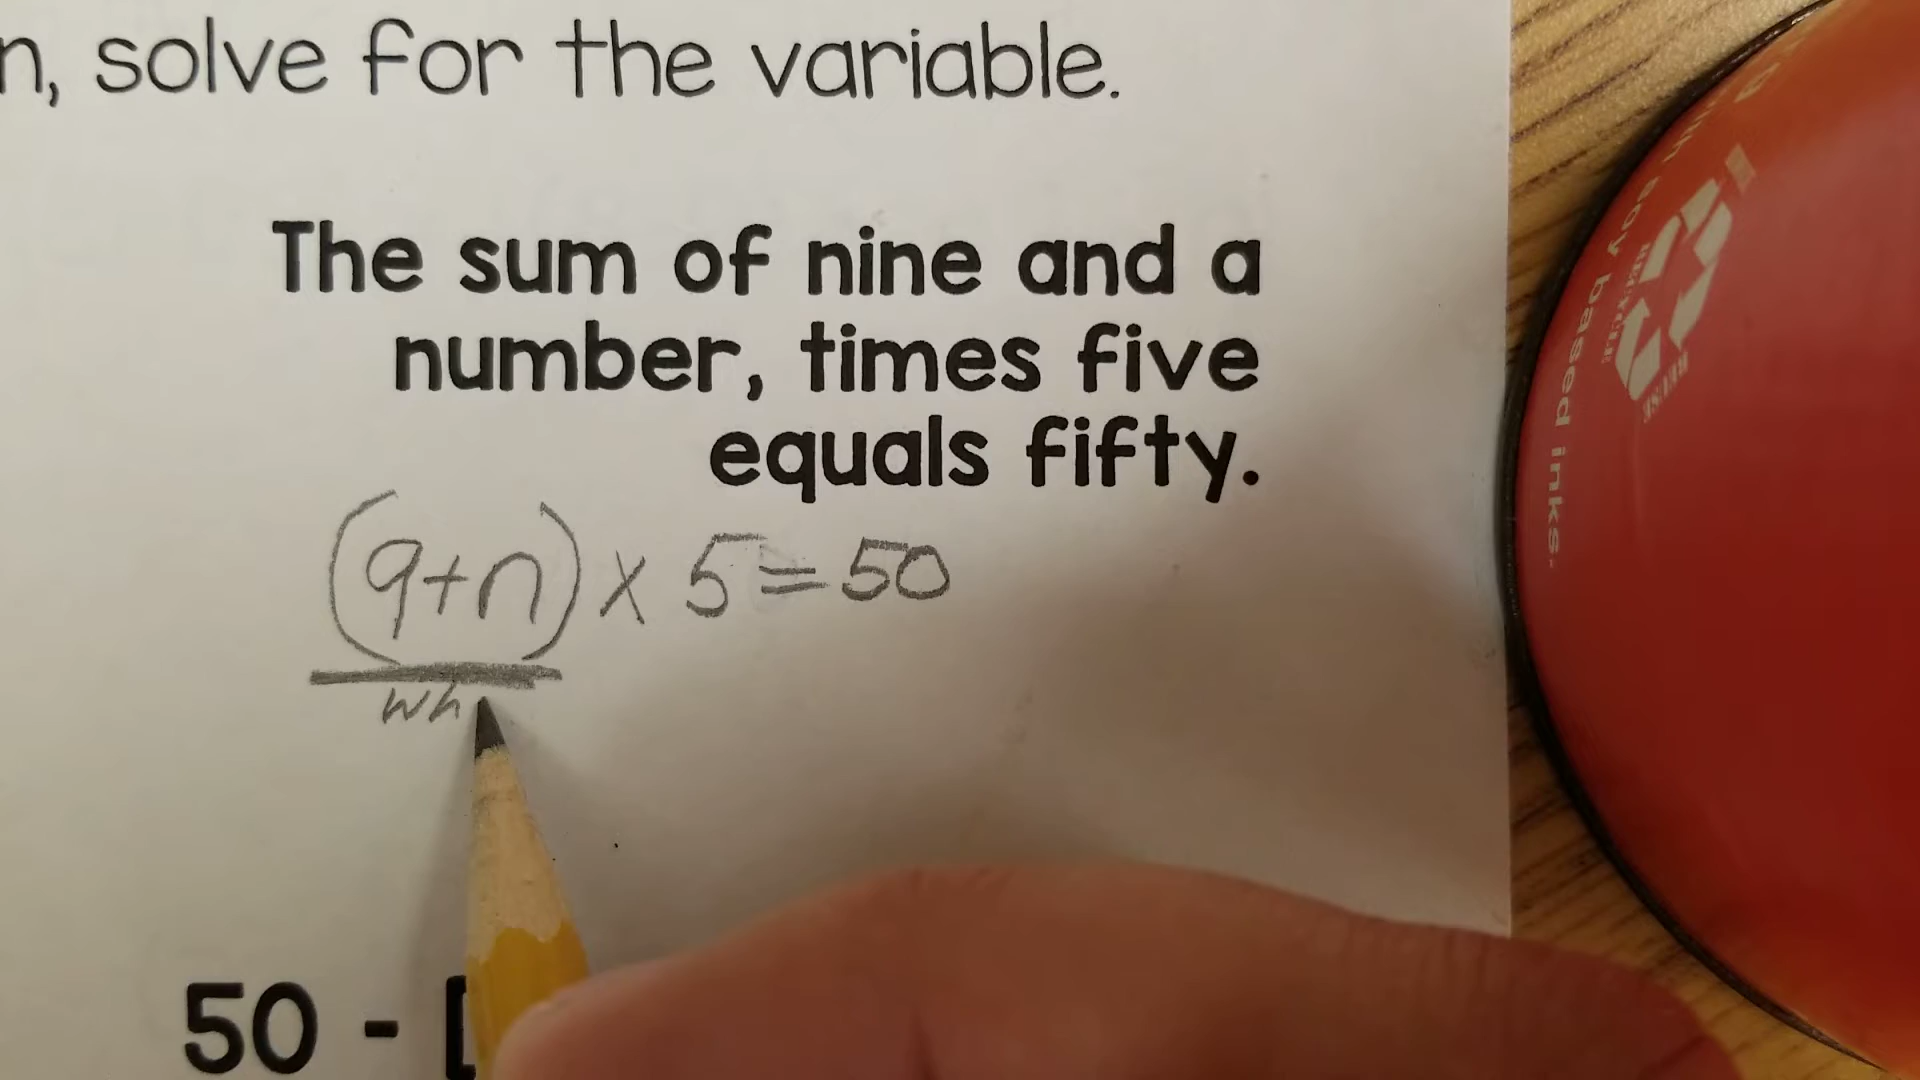 n, solve for the variable.
The sum of nine and a
number, times five
equals fifty.
(9+n) x 5=50
wh
50 - [
soy based inks.